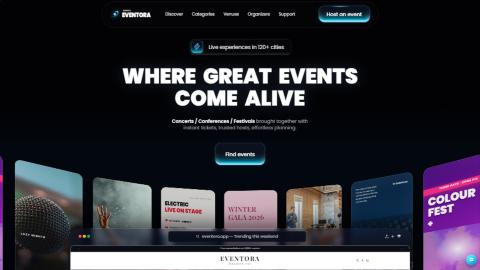 EVENTORA
Discover
Categories
Venues
Organizers
Support
Host an event
Live experiences in 120+ cities
WHERE GREAT EVENTS
COME ALIVE
Concerts / Conferences / Festivals brought together with
instant tickets, trusted hosts, effortless planning.
Find events
ELECTRIC
LIVE ON STAGE
WINTER
GALA 2026
COLOUR
FEST
eventora.app — Trending this weekend
EVENTORA